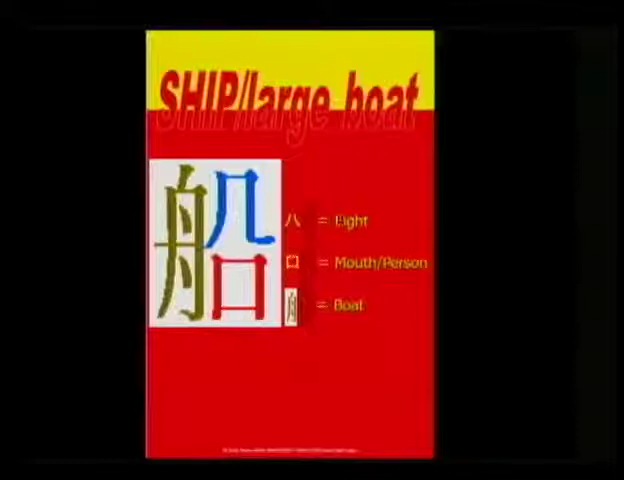 SHIP/large boat
船
八 = Eight
口 = Mouth/Person
舟 = Boat